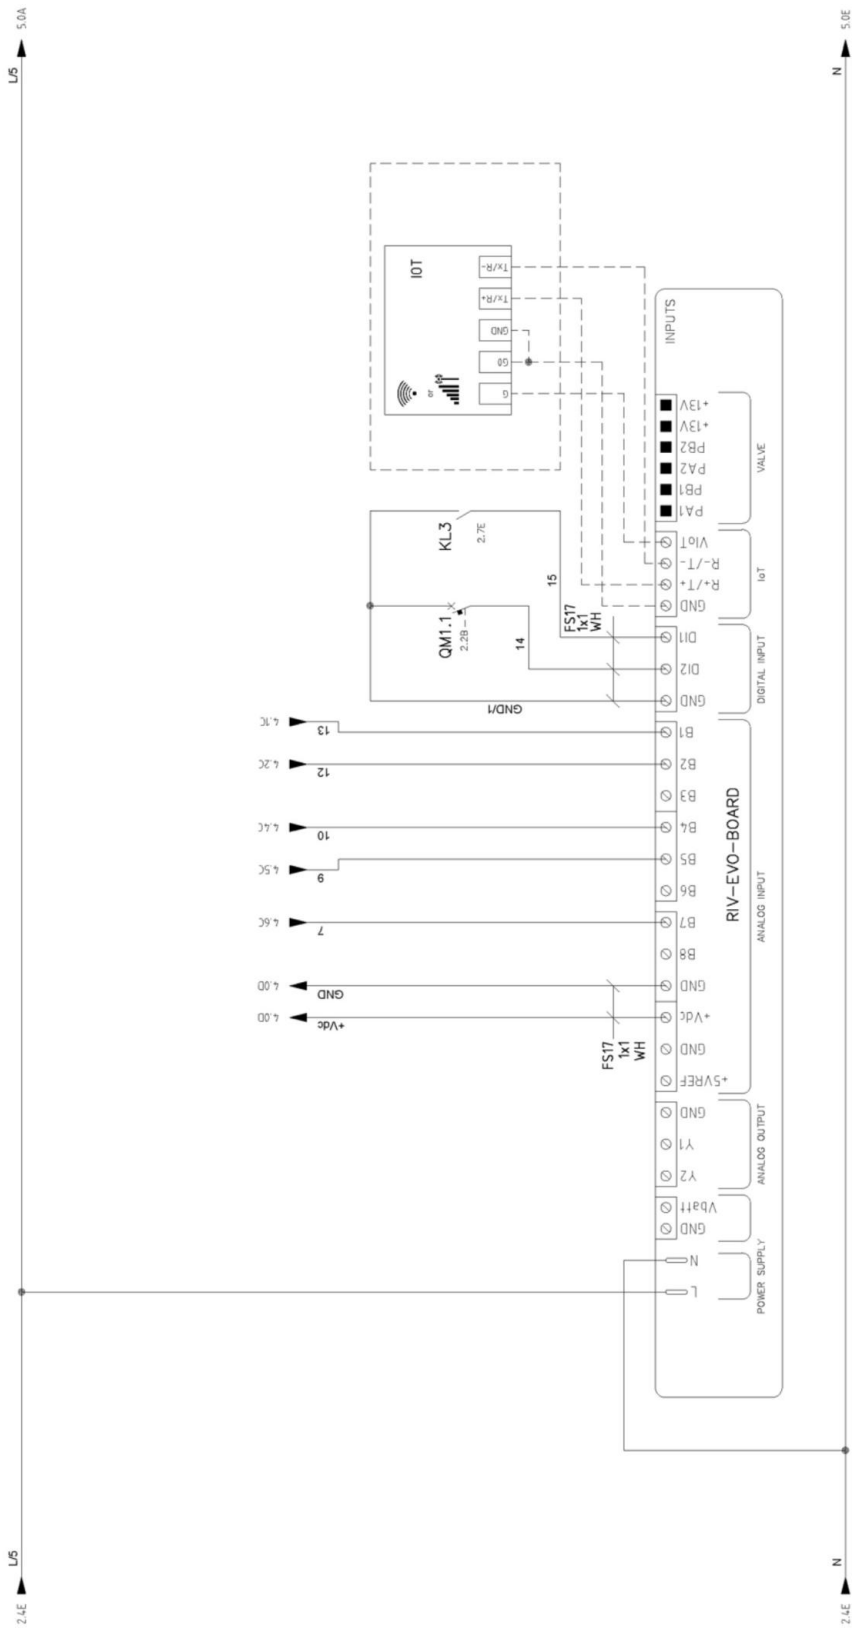 5.0A
5.0E
L/5
N
IOT
or
Tx/R-
Tx/R+
GND
G0
G
INPUTS
+13V
+13V
PB2
PA2
PB1
PA1
VALVE
KL3
2.7E
QM1.1
2.2B
15
14
FS17
1x1
WH
GND/1
VIoT
R-/T-
R+/T+
GND
IoT
DI1
DI2
GND
DIGITAL INPUT
4.1C
13
4.2C
12
4.4C
10
4.5C
9
4.6C
7
4.0D
GND
4.0D
+Vdc
FS17
1x1
WH
B1
B2
B3
B4
B5
B6
B7
B8
GND
+Vdc
GND
+5VREF
RIV-EVO-BOARD
ANALOG INPUT
GND
Y1
Y2
ANALOG OUTPUT
Vbatt
GND
N
L
POWER SUPPLY
L/5
N
2.4E
2.4E